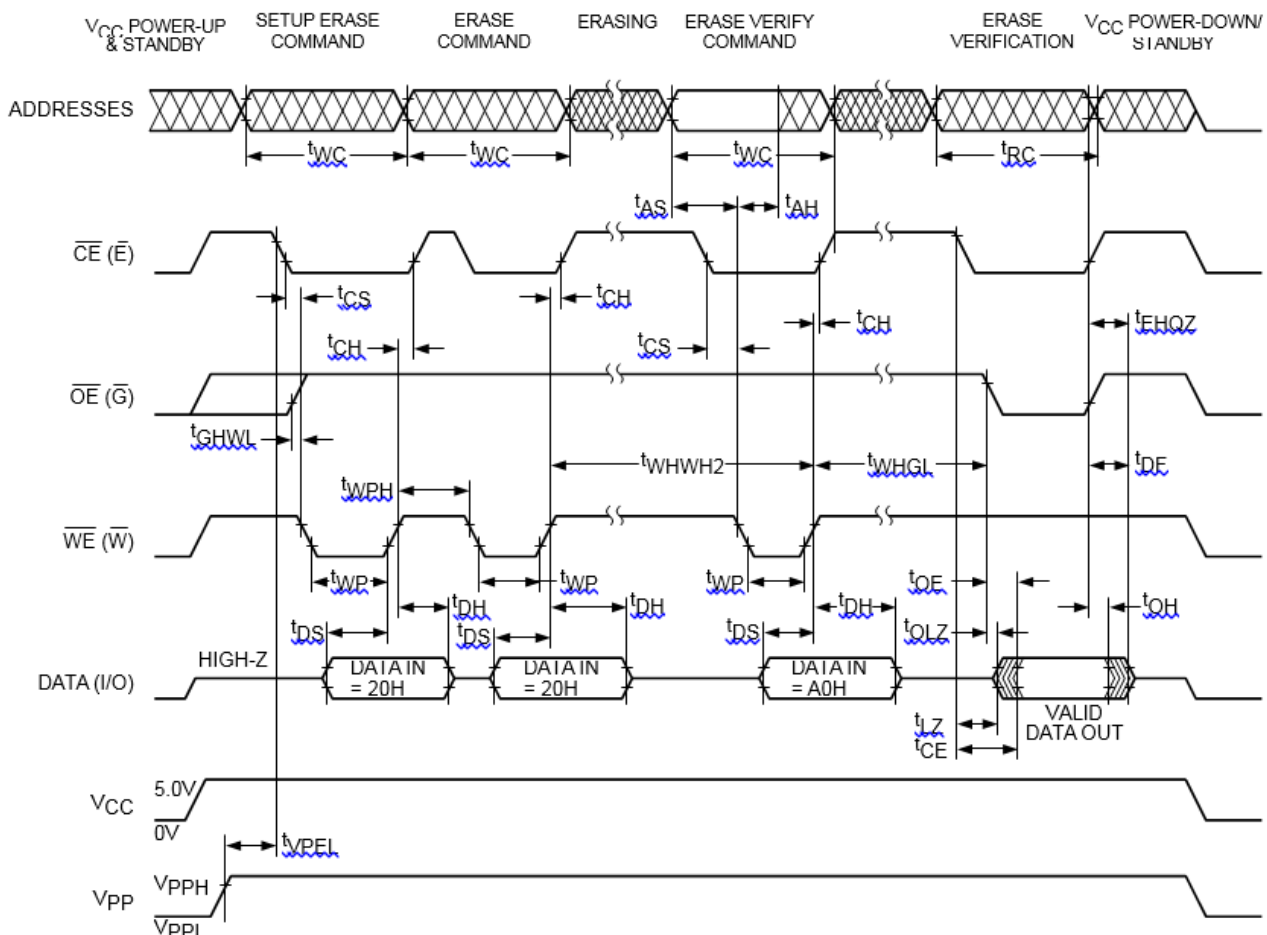 VCC POWER-UP & STANDBY
SETUP ERASE COMMAND
ERASE COMMAND
ERASING
ERASE VERIFY COMMAND
ERASE VERIFICATION
VCC POWER-DOWN/ STANDBY
ADDRESSES
tWC
tWC
tWC
tRC
tAS
tAH
CE (E)
tCS
tCH
tCH
tCS
tCH
tEHQZ
OE (G)
tGHWL
tWPH
tWHWH2
tWHGL
tDF
WE (W)
tWP
tWP
tWP
tOE
tDH
tDH
tDH
tOH
tDS
tDS
tDS
tOLZ
HIGH-Z
DATA (I/O)
DATA IN = 20H
DATA IN = 20H
DATA IN = A0H
VALID DATA OUT
tLZ
tCE
VCC
5.0V
0V
tVPEL
VPP
VPPH
VPPL